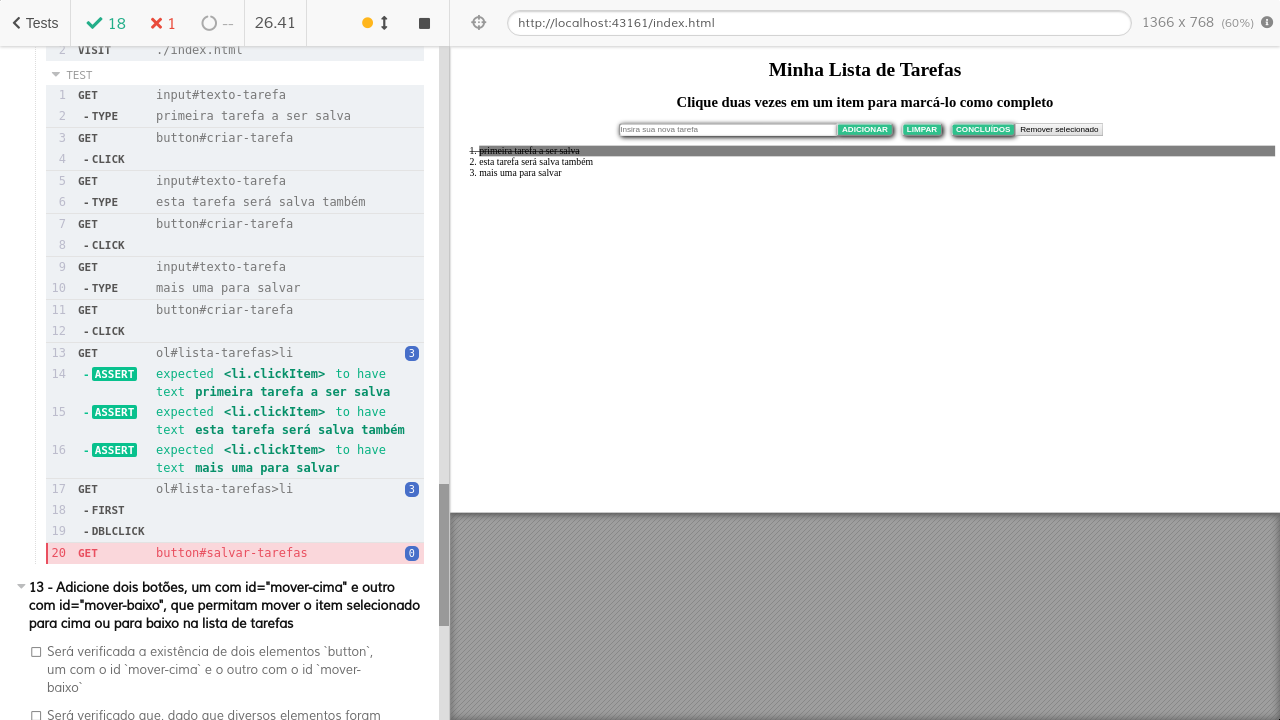 Tests 18 1 -- 26.41
http://localhost:43161/index.html 1366 x 768 (60%)
2 VISIT ./index.html
TEST
1 GET input#texto-tarefa
2 -TYPE primeira tarefa a ser salva
3 GET button#criar-tarefa
4 -CLICK
5 GET input#texto-tarefa
6 -TYPE esta tarefa será salva também
7 GET button#criar-tarefa
8 -CLICK
9 GET input#texto-tarefa
10 -TYPE mais uma para salvar
11 GET button#criar-tarefa
12 -CLICK
13 GET ol#lista-tarefas>li 3
14 -ASSERT expected <li.clickItem> to have
text primeira tarefa a ser salva
15 -ASSERT expected <li.clickItem> to have
text esta tarefa será salva também
16 -ASSERT expected <li.clickItem> to have
text mais uma para salvar
17 GET ol#lista-tarefas>li 3
18 -FIRST
19 -DBLCLICK
20 GET button#salvar-tarefas 0
13 - Adicione dois botões, um com id="mover-cima" e outro
com id="mover-baixo", que permitam mover o item selecionado
para cima ou para baixo na lista de tarefas
Será verificada a existência de dois elementos `button`,
um com o id `mover-cima` e o outro com o id `mover-
baixo`
Será verificado que, dado que diversos elementos foram
Minha Lista de Tarefas
Clique duas vezes em um item para marcá-lo como completo
Insira sua nova tarefa ADICIONAR LIMPAR CONCLUÍDOS Remover selecionado
1. primeira tarefa a ser salva
2. esta tarefa será salva também
3. mais uma para salvar